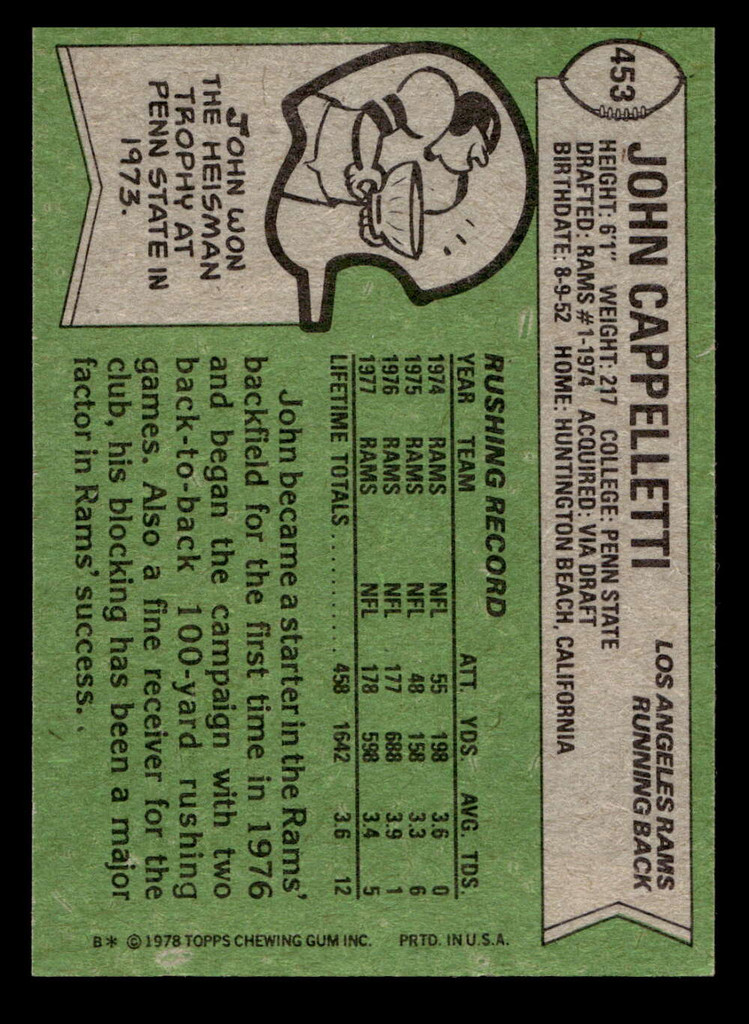 453
JOHN CAPPELLETTI
LOS ANGELES RAMS
RUNNING BACK
HEIGHT: 6'1" WEIGHT: 217 COLLEGE: PENN STATE
DRAFTED: RAMS #1-1974 ACQUIRED: VIA DRAFT
BIRTHDATE: 8-9-52 HOME: HUNTINGTON BEACH, CALIFORNIA
JOHN WON
THE HEISMAN
TROPHY AT
PENN STATE IN
1973.
RUSHING RECORD
YEAR TEAM ATT. YDS. AVG. TDS.
1974 RAMS NFL 55 198 3.6 0
1975 RAMS NFL 48 158 3.3 6
1976 RAMS NFL 177 688 3.9 1
1977 RAMS NFL 178 598 3.4 5
LIFETIME TOTALS........... 458 1642 3.6 12
John became a starter in the Rams'
backfield for the first time in 1976
and began the campaign with two
back-to-back 100-yard rushing
games. Also a fine receiver for the
club, his blocking has been a major
factor in Rams' success.
B* © 1978 TOPPS CHEWING GUM INC. PRTD. IN U.S.A.